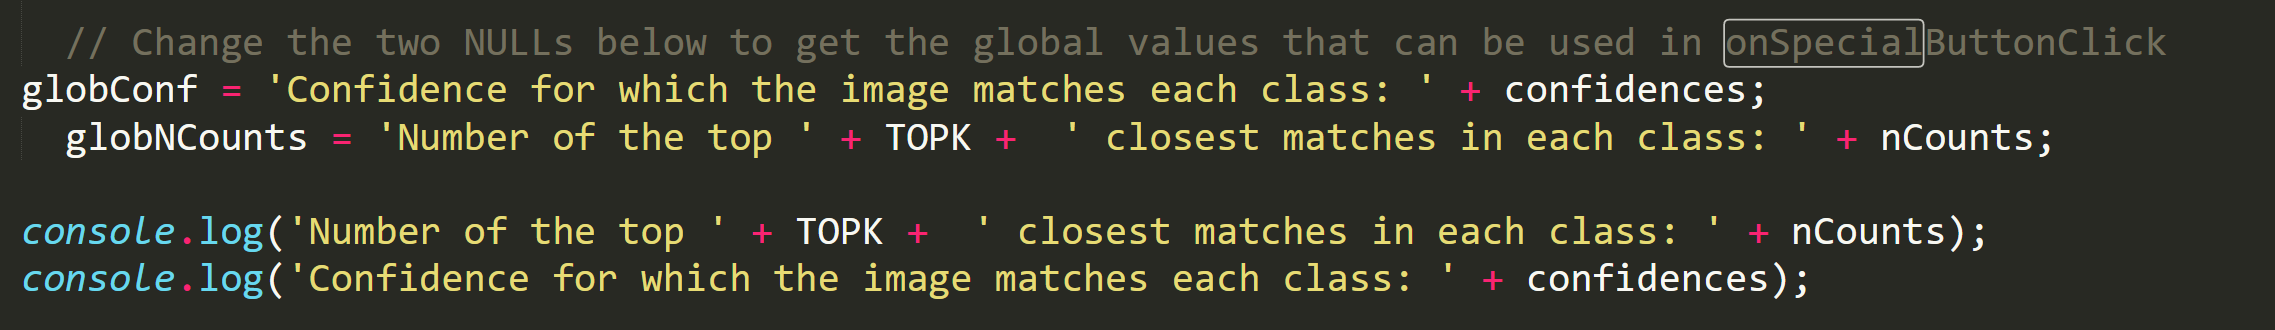 // Change the two NULLs below to get the global values that can be used in onSpecialButtonClick
globConf = 'Confidence for which the image matches each class: ' + confidences;
globNCounts = 'Number of the top ' + TOPK +  ' closest matches in each class: ' + nCounts;
console.log('Number of the top ' + TOPK +  ' closest matches in each class: ' + nCounts);
console.log('Confidence for which the image matches each class: ' + confidences);